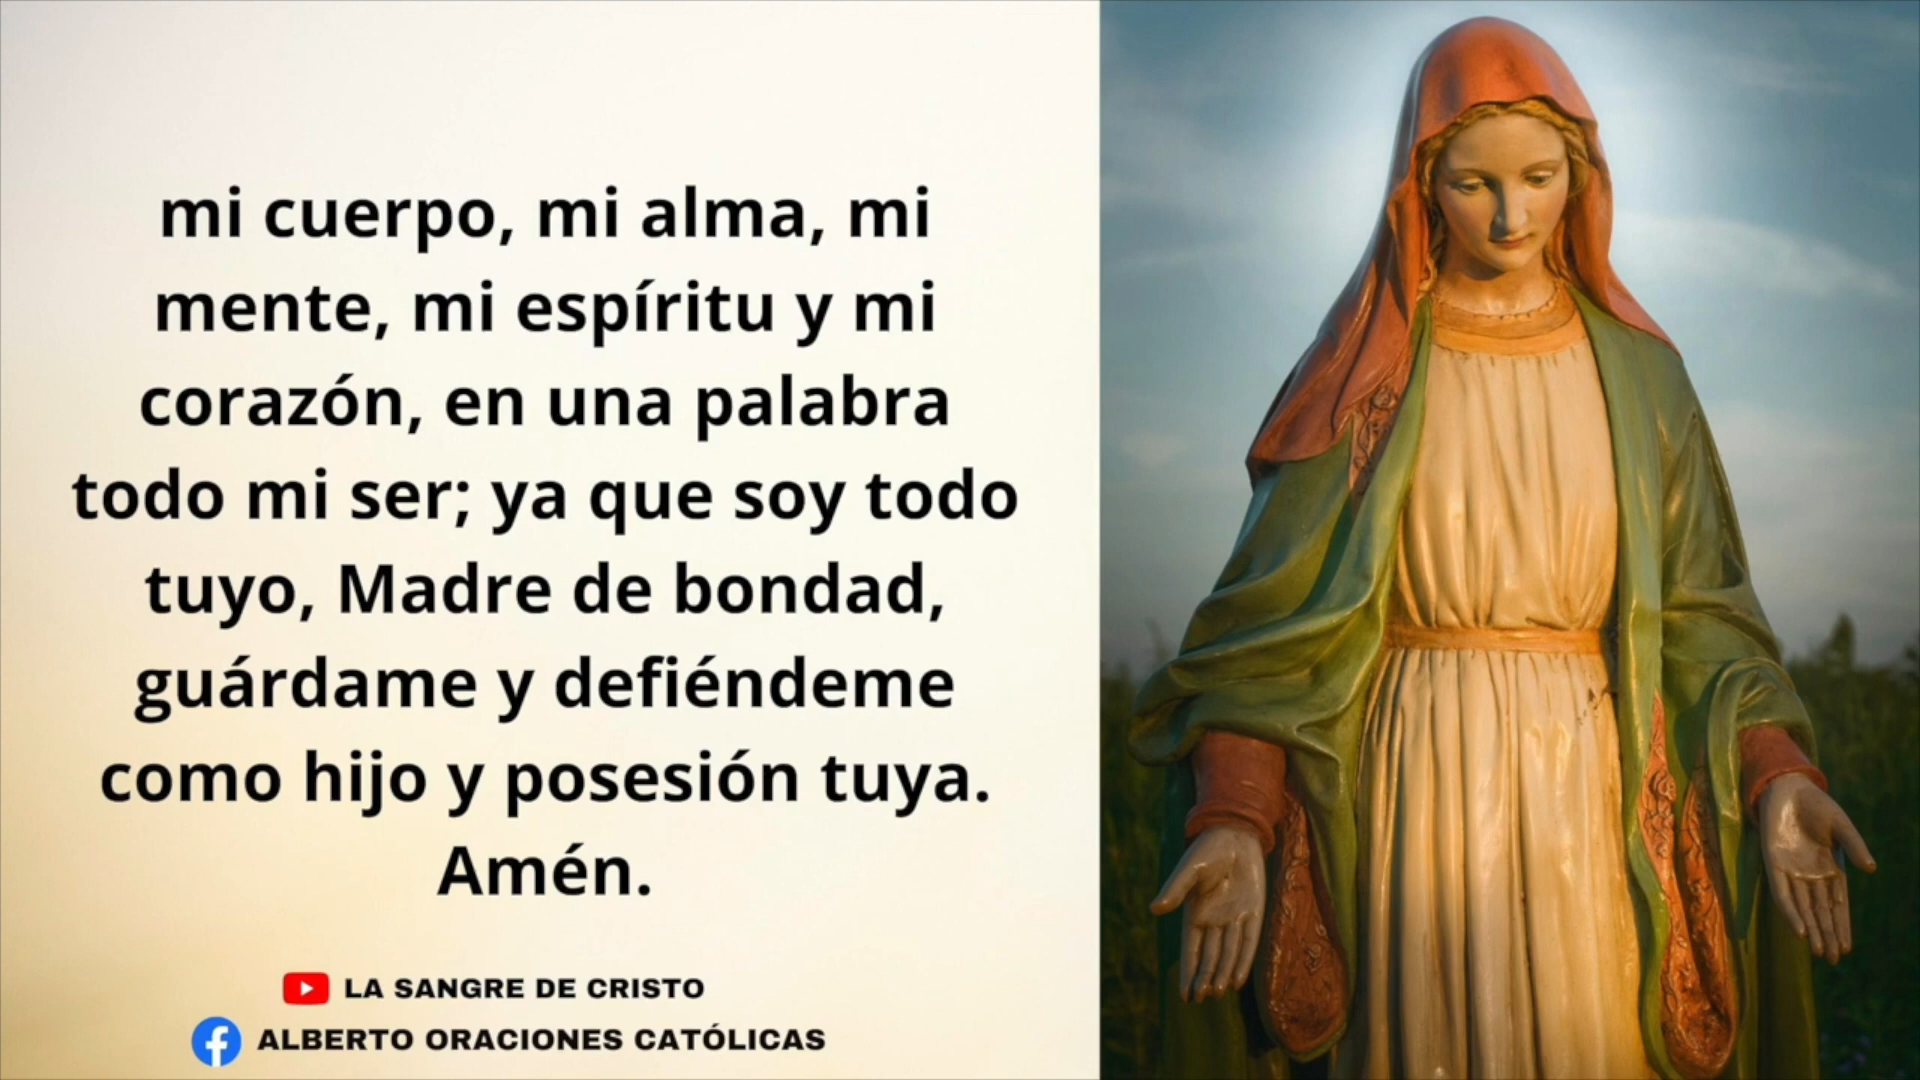 mi cuerpo, mi alma, mi
mente, mi espíritu y mi
corazón, en una palabra
todo mi ser; ya que soy todo
tuyo, Madre de bondad,
guárdame y defiéndeme
como hijo y posesión tuya.
Amén.
LA SANGRE DE CRISTO
ALBERTO ORACIONES CATÓLICAS